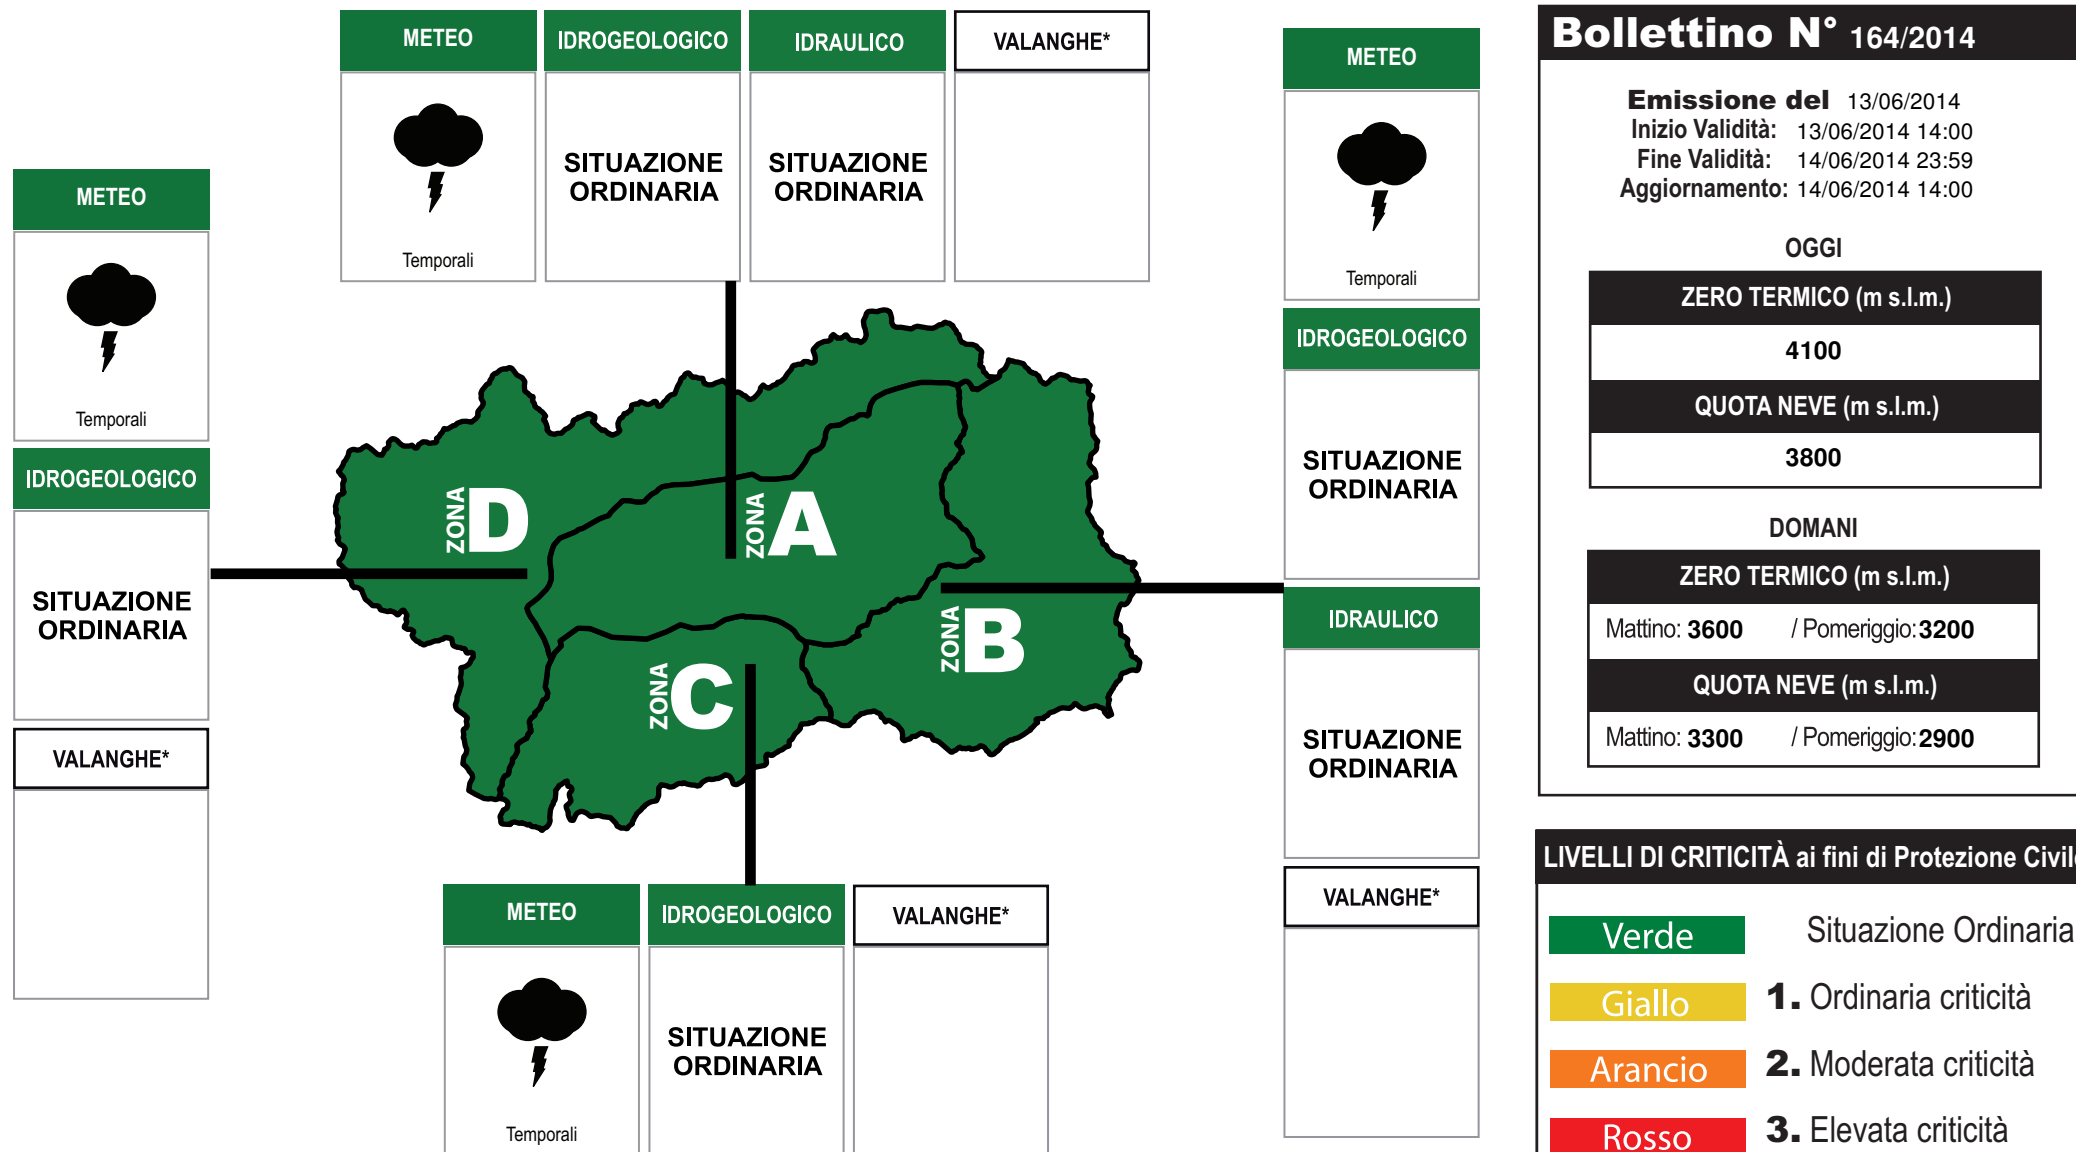 METEO
IDROGEOLOGICO
IDRAULICO
VALANGHE*
Temporali
SITUAZIONE
ORDINARIA
SITUAZIONE
ORDINARIA
METEO
Temporali
IDROGEOLOGICO
SITUAZIONE
ORDINARIA
VALANGHE*
METEO
Temporali
IDROGEOLOGICO
SITUAZIONE
ORDINARIA
IDRAULICO
SITUAZIONE
ORDINARIA
VALANGHE*
ZONA D
ZONA A
ZONA B
ZONA C
METEO
IDROGEOLOGICO
VALANGHE*
Temporali
SITUAZIONE
ORDINARIA
Bollettino N° 164/2014
Emissione del 13/06/2014
Inizio Validità: 13/06/2014 14:00
Fine Validità: 14/06/2014 23:59
Aggiornamento: 14/06/2014 14:00
OGGI
ZERO TERMICO (m s.l.m.)
4100
QUOTA NEVE (m s.l.m.)
3800
DOMANI
ZERO TERMICO (m s.l.m.)
Mattino: 3600 / Pomeriggio: 3200
QUOTA NEVE (m s.l.m.)
Mattino: 3300 / Pomeriggio: 2900
LIVELLI DI CRITICITÀ ai fini di Protezione Civile
Verde Situazione Ordinaria
Giallo 1. Ordinaria criticità
Arancio 2. Moderata criticità
Rosso 3. Elevata criticità